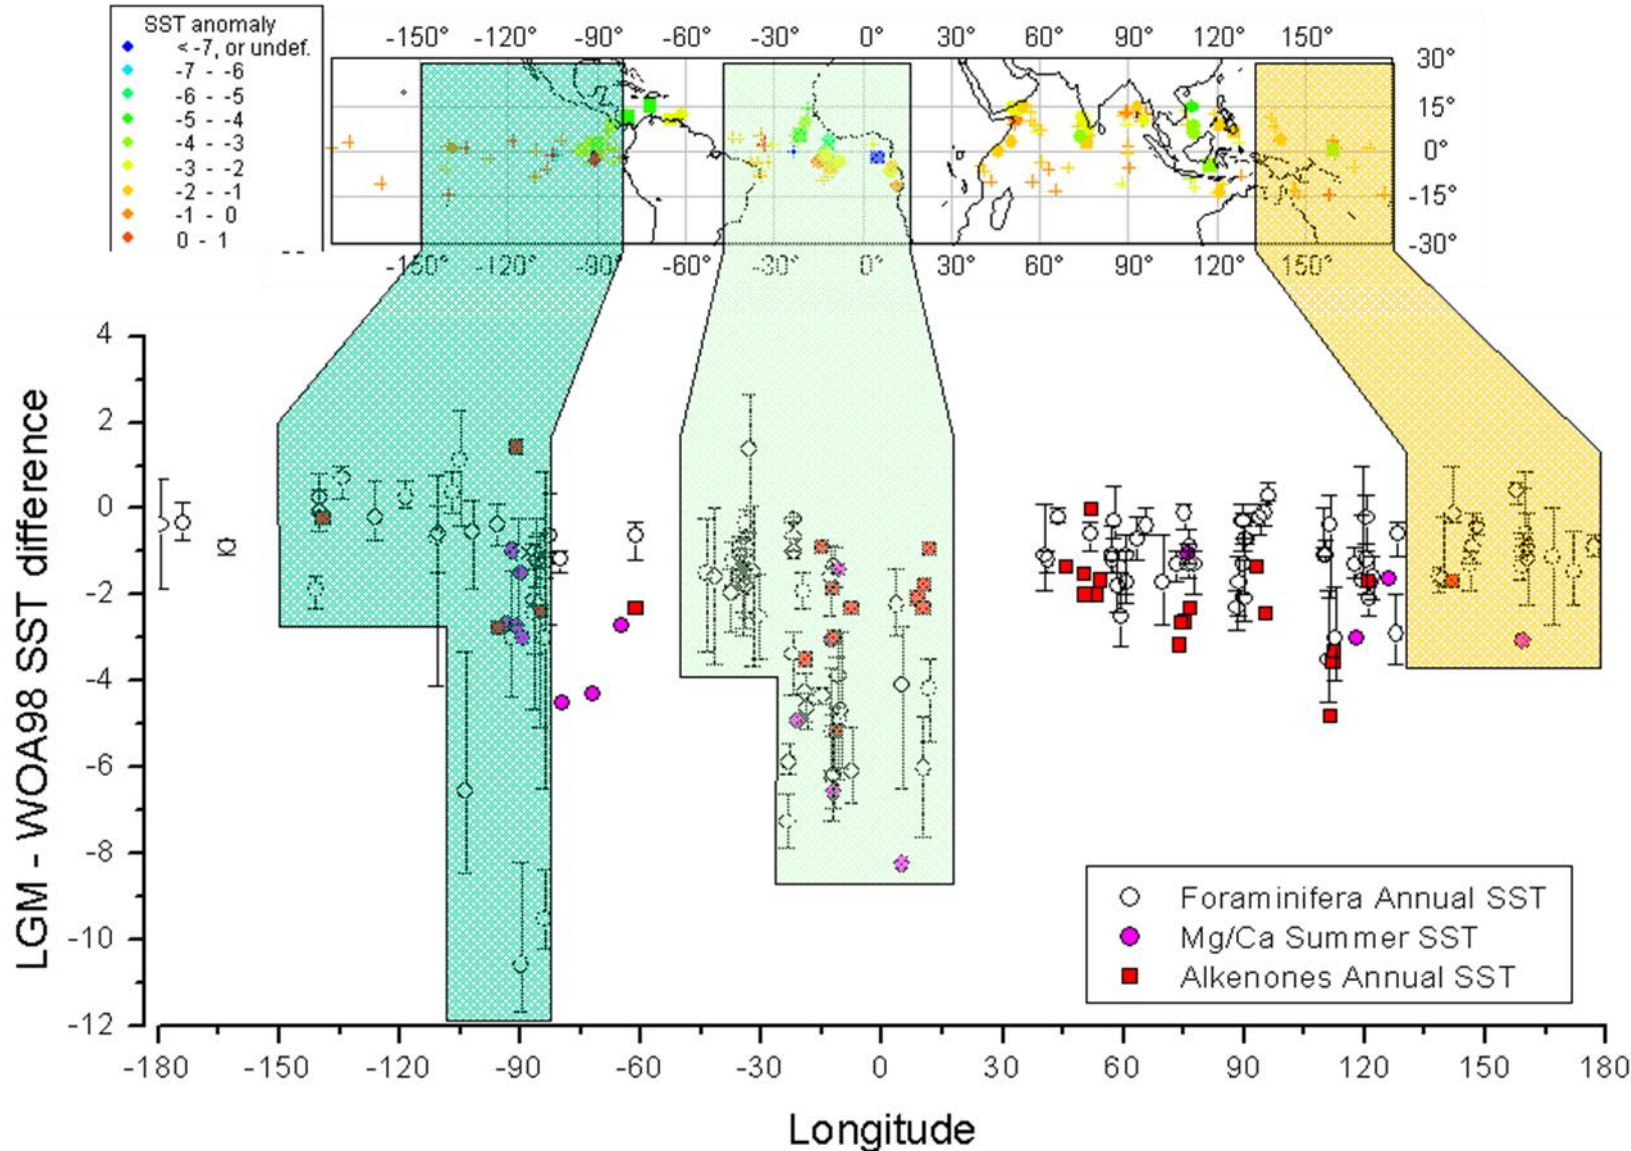 SST anomaly
< -7, or undef.
-7 - -6
-6 - -5
-5 - -4
-4 - -3
-3 - -2
-2 - -1
-1 - 0
0 - 1
-150° -120° -90° -60° -30° 0° 30° 60° 90° 120° 150°
30°
15°
0°
-15°
-30°
-150° -120° -90° -60° -30° 0° 30° 60° 90° 120° 150°
LGM - WOA98 SST difference
4
2
0
-2
-4
-6
-8
-10
-12
Foraminifera Annual SST
Mg/Ca Summer SST
Alkenones Annual SST
-180 -150 -120 -90 -60 -30 0 30 60 90 120 150 180
Longitude